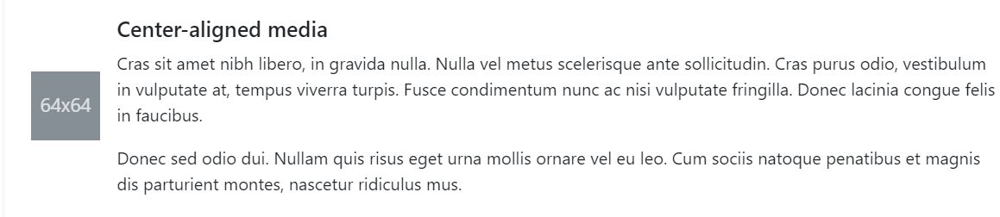 Center-aligned media
Cras sit amet nibh libero, in gravida nulla. Nulla vel metus scelerisque ante sollicitudin. Cras purus odio, vestibulum
in vulputate at, tempus viverra turpis. Fusce condimentum nunc ac nisi vulputate fringilla. Donec lacinia congue felis
64x64
in faucibus.
Donec sed odio dui. Nullam quis risus eget urna mollis ornare vel eu leo. Cum sociis natoque penatibus et magnis
dis parturient montes, nascetur ridiculus mus.